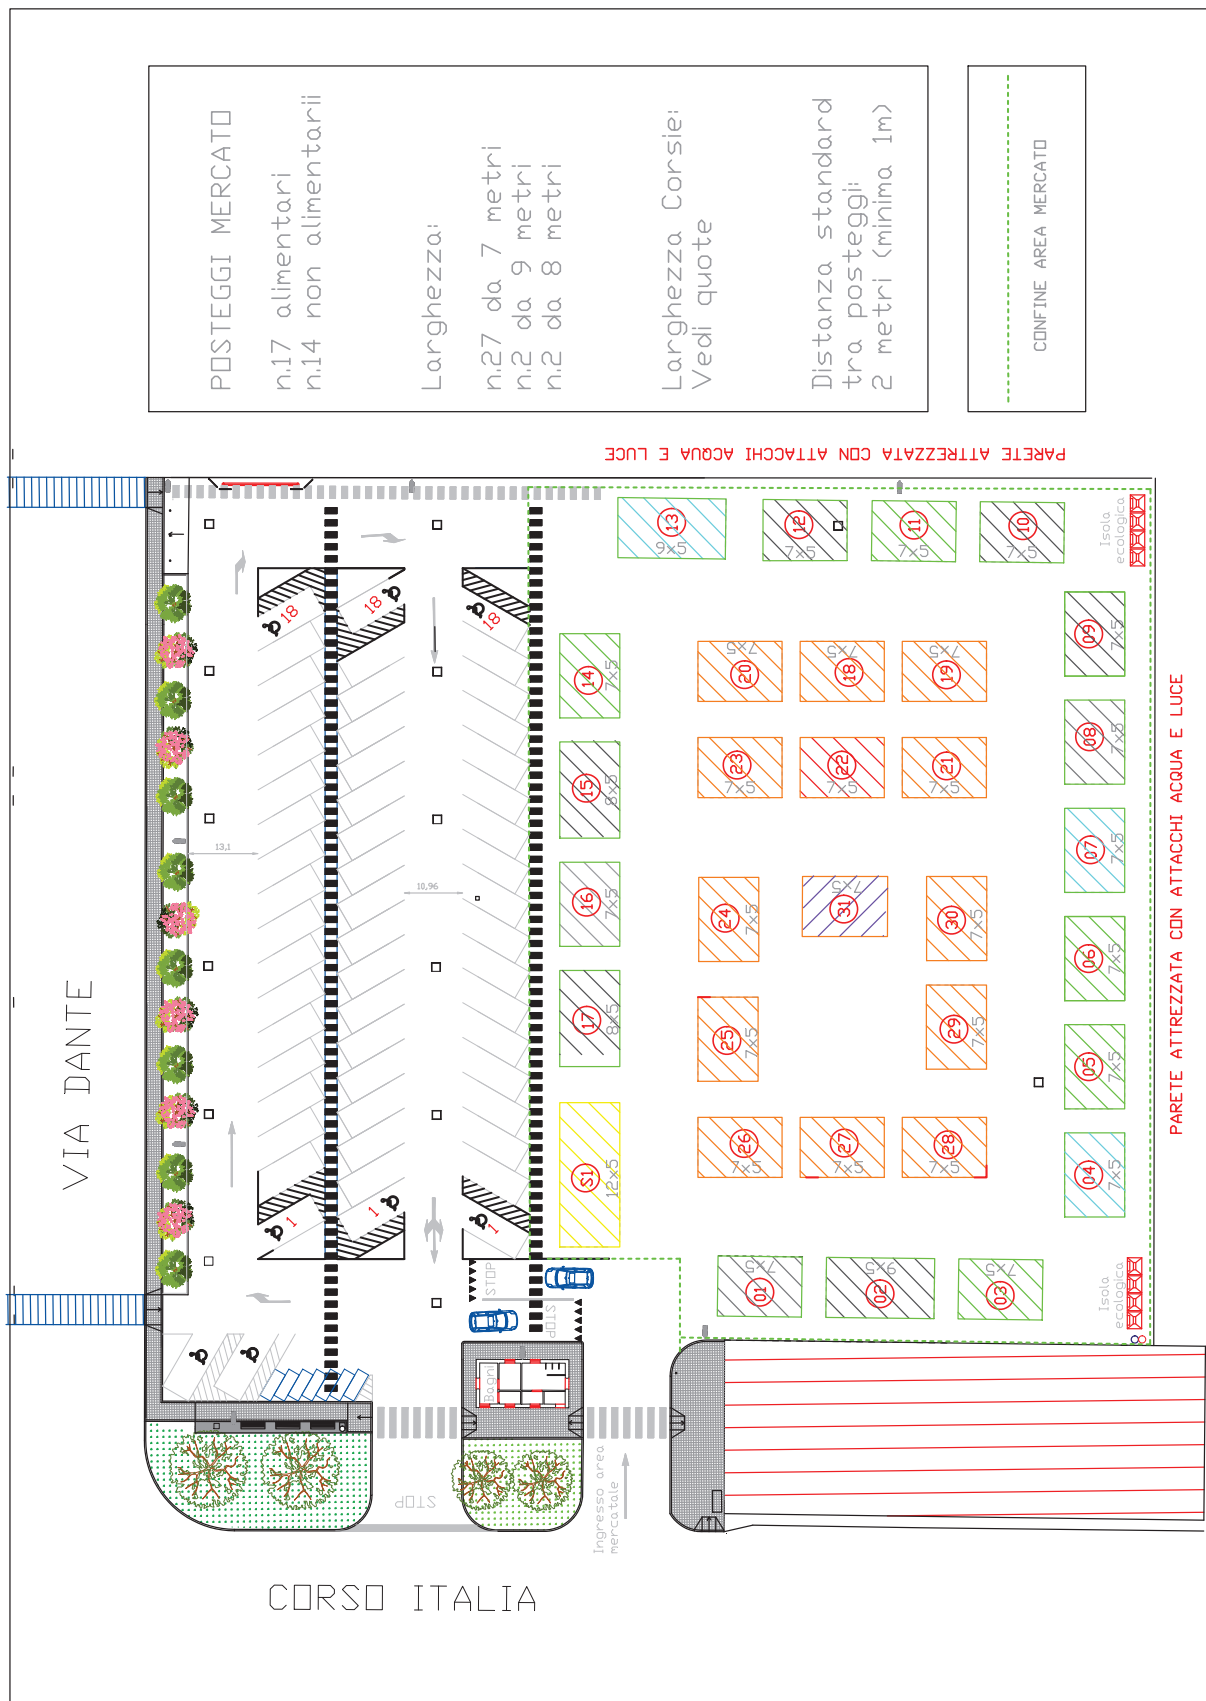 POSTEGGI MERCATO
n.17 alimentari
n.14 non alimentarii
Larghezza:
n.27 da 7 metri
n.2 da 9 metri
n.2 da 8 metri
Larghezza Corsie:
Vedi quote
Distanza standard
tra posteggi:
2 metri (minima 1m)
CONFINE AREA MERCATO
PARETE ATTREZZATA CON ATTACCHI ACQUA E LUCE
VIA DANTE
18
18
18
13,1
10,96
1
1
1
STOP
STOP
STOP
Bagni
Ingresso area
mercatale
CORSO ITALIA
13
9x5
12
7x5
11
7x5
10
7x5
Isola
ecologica
14
7x5
20
7x5
18
7x5
19
7x5
09
7x5
15
8x5
23
7x5
22
7x5
21
7x5
08
7x5
16
7x5
24
7x5
31
7x5
30
7x5
07
7x5
17
8x5
25
7x5
29
7x5
06
7x5
05
7x5
S1
12x5
26
7x5
27
7x5
28
7x5
04
7x5
01
7x5
02
9x5
03
7x5
Isola
ecologica
PARETE ATTREZZATA CON ATTACCHI ACQUA E LUCE